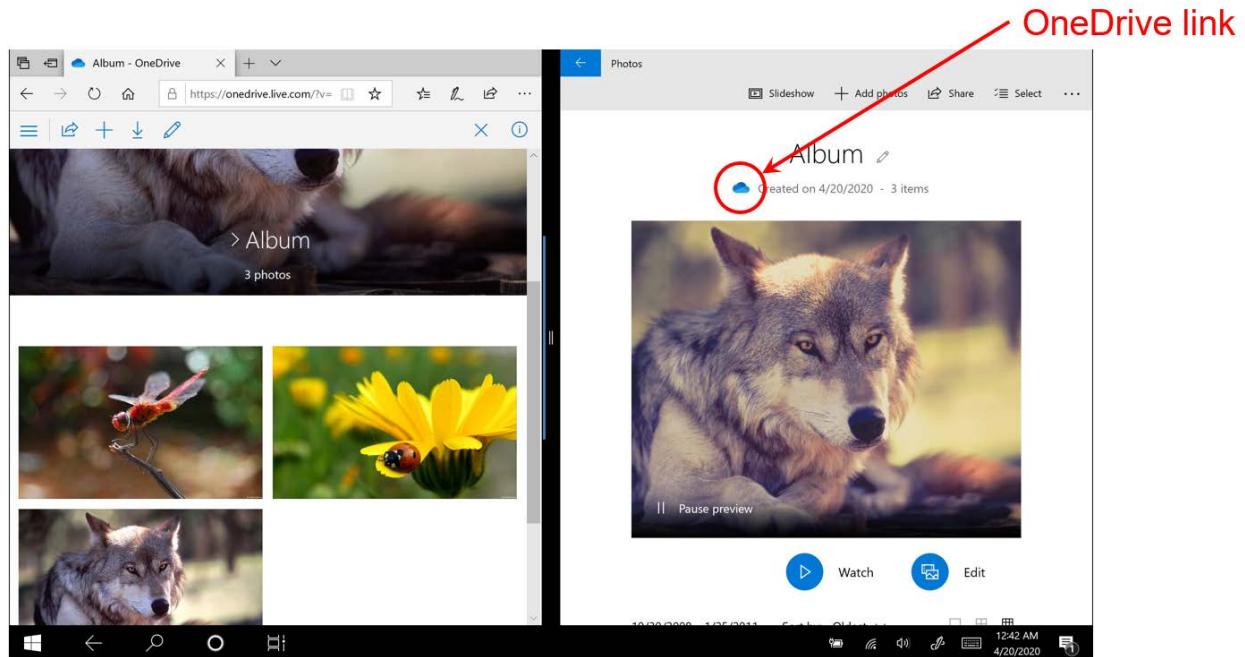 OneDrive link
Album - OneDrive
https://onedrive.live.com/?v=
> Album
3 photos
Photos
Slideshow
Add photos
Share
Select
Album
Created on 4/20/2020 - 3 items
Pause preview
Watch
Edit
12:42 AM
4/20/2020
1